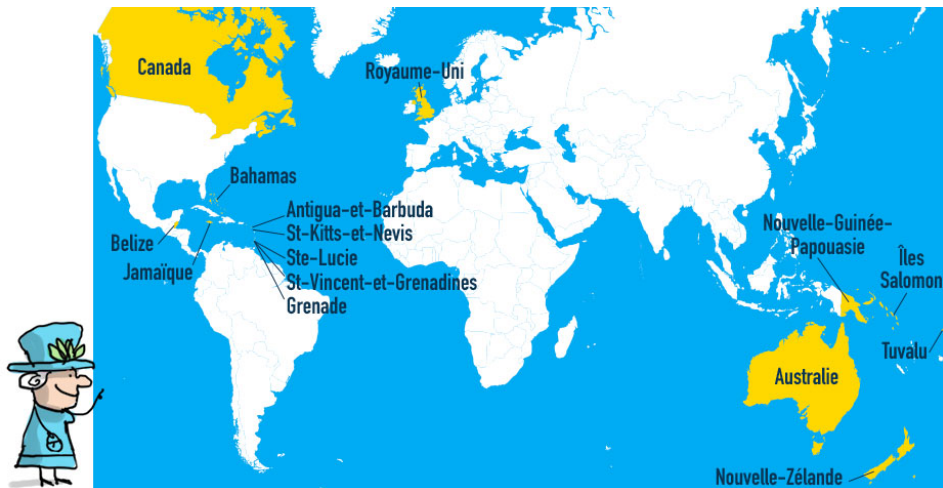 Canada
Royaume-Uni
Bahamas
Antigua-et-Barbuda
St-Kitts-et-Nevis
Belize
Jamaïque
Ste-Lucie
St-Vincent-et-Grenadines
Grenade
Nouvelle-Guinée-
Papouasie
Îles
Salomon
Tuvalu
Australie
Nouvelle-Zélande